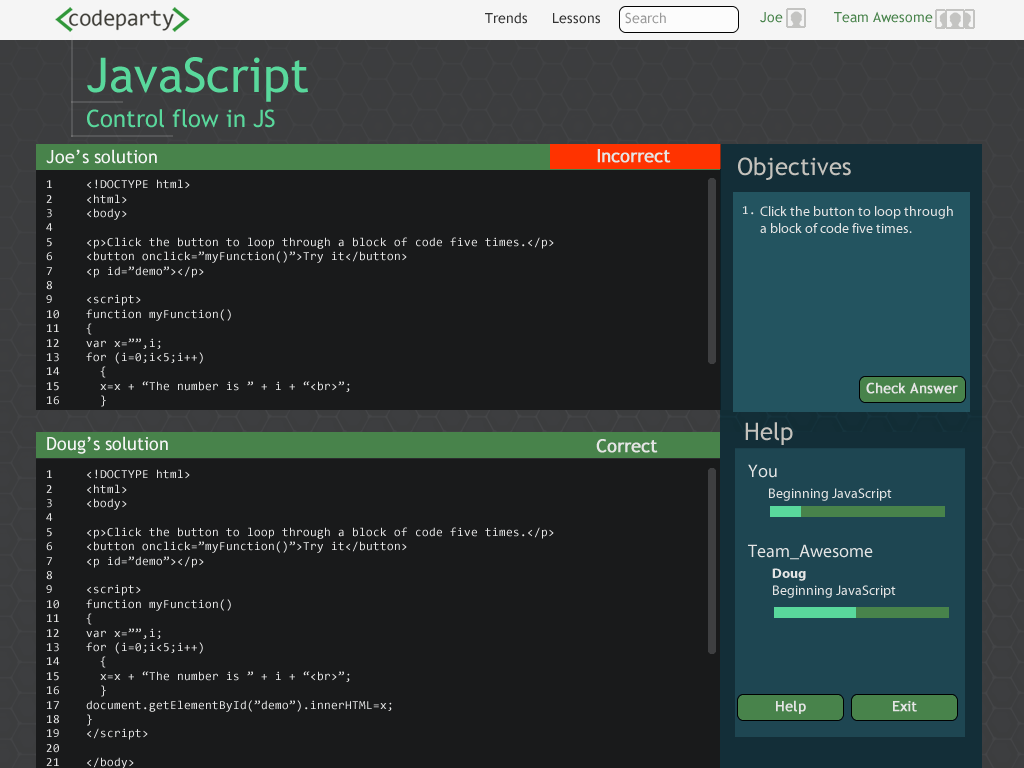 <codeparty>
Trends Lessons Search Joe Team Awesome
JavaScript
Control flow in JS
Joe’s solution Incorrect
1 <!DOCTYPE html>
2 <html>
3 <body>
4
5 <p>Click the button to loop through a block of code five times.</p>
6 <button onclick=”myFunction()”>Try it</button>
7 <p id=”demo”></p>
8
9 <script>
10 function myFunction()
11 {
12 var x=””,i;
13 for (i=0;i<5;i++)
14 {
15 x=x + “The number is ” + i + “<br>”;
16 }
Doug’s solution Correct
1 <!DOCTYPE html>
2 <html>
3 <body>
4
5 <p>Click the button to loop through a block of code five times.</p>
6 <button onclick=”myFunction()”>Try it</button>
7 <p id=”demo”></p>
8
9 <script>
10 function myFunction()
11 {
12 var x=””,i;
13 for (i=0;i<5;i++)
14 {
15 x=x + “The number is ” + i + “<br>”;
16 }
17 document.getElementById(”demo”).innerHTML=x;
18 }
19 </script>
20
21 </body>
Objectives
1. Click the button to loop through
a block of code five times.
Check Answer
Help
You
Beginning JavaScript
Team_Awesome
Doug
Beginning JavaScript
Help Exit